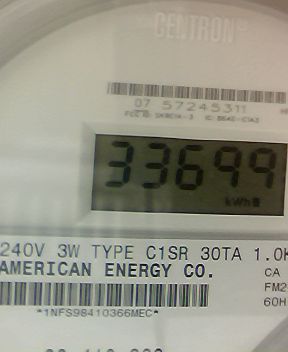 CENTRON®
07 57245311
33699
kWh
240V 3W TYPE C1SR 30TA 1.0K
AMERICAN ENERGY CO.
CA
FM2
60H
*1NFS98410366MEC*